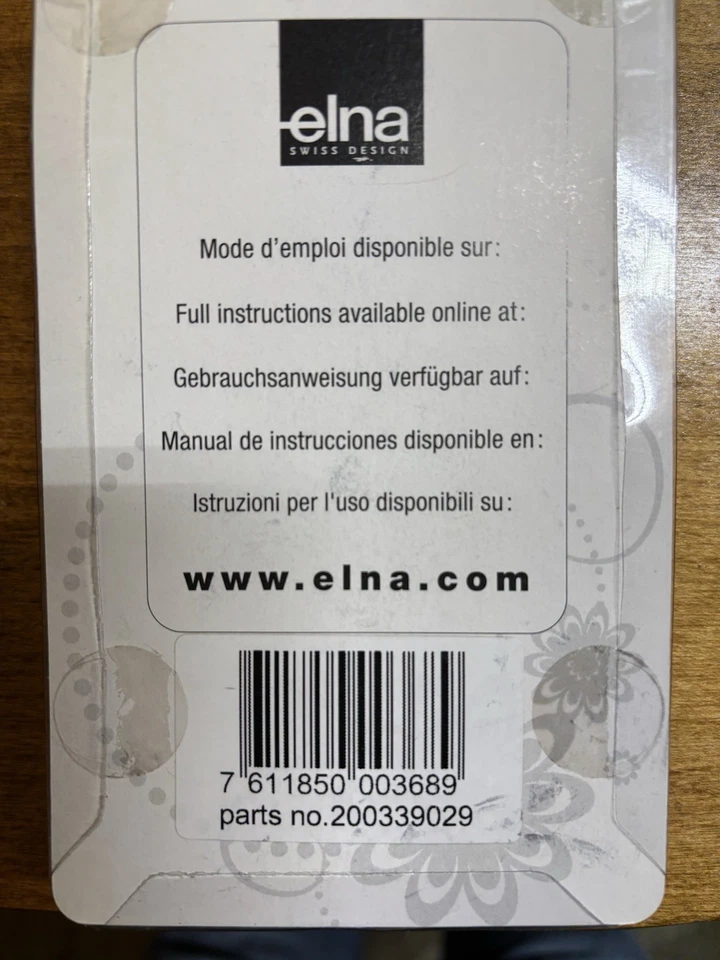 elna
SWISS DESIGN
Mode d'emploi disponible sur:
Full instructions available online at:
Gebrauchsanweisung verfügbar auf:
Manual de instrucciones disponible en:
Istruzioni per l'uso disponibili su:
www.elna.com
7 611850 003689
parts no.200339029